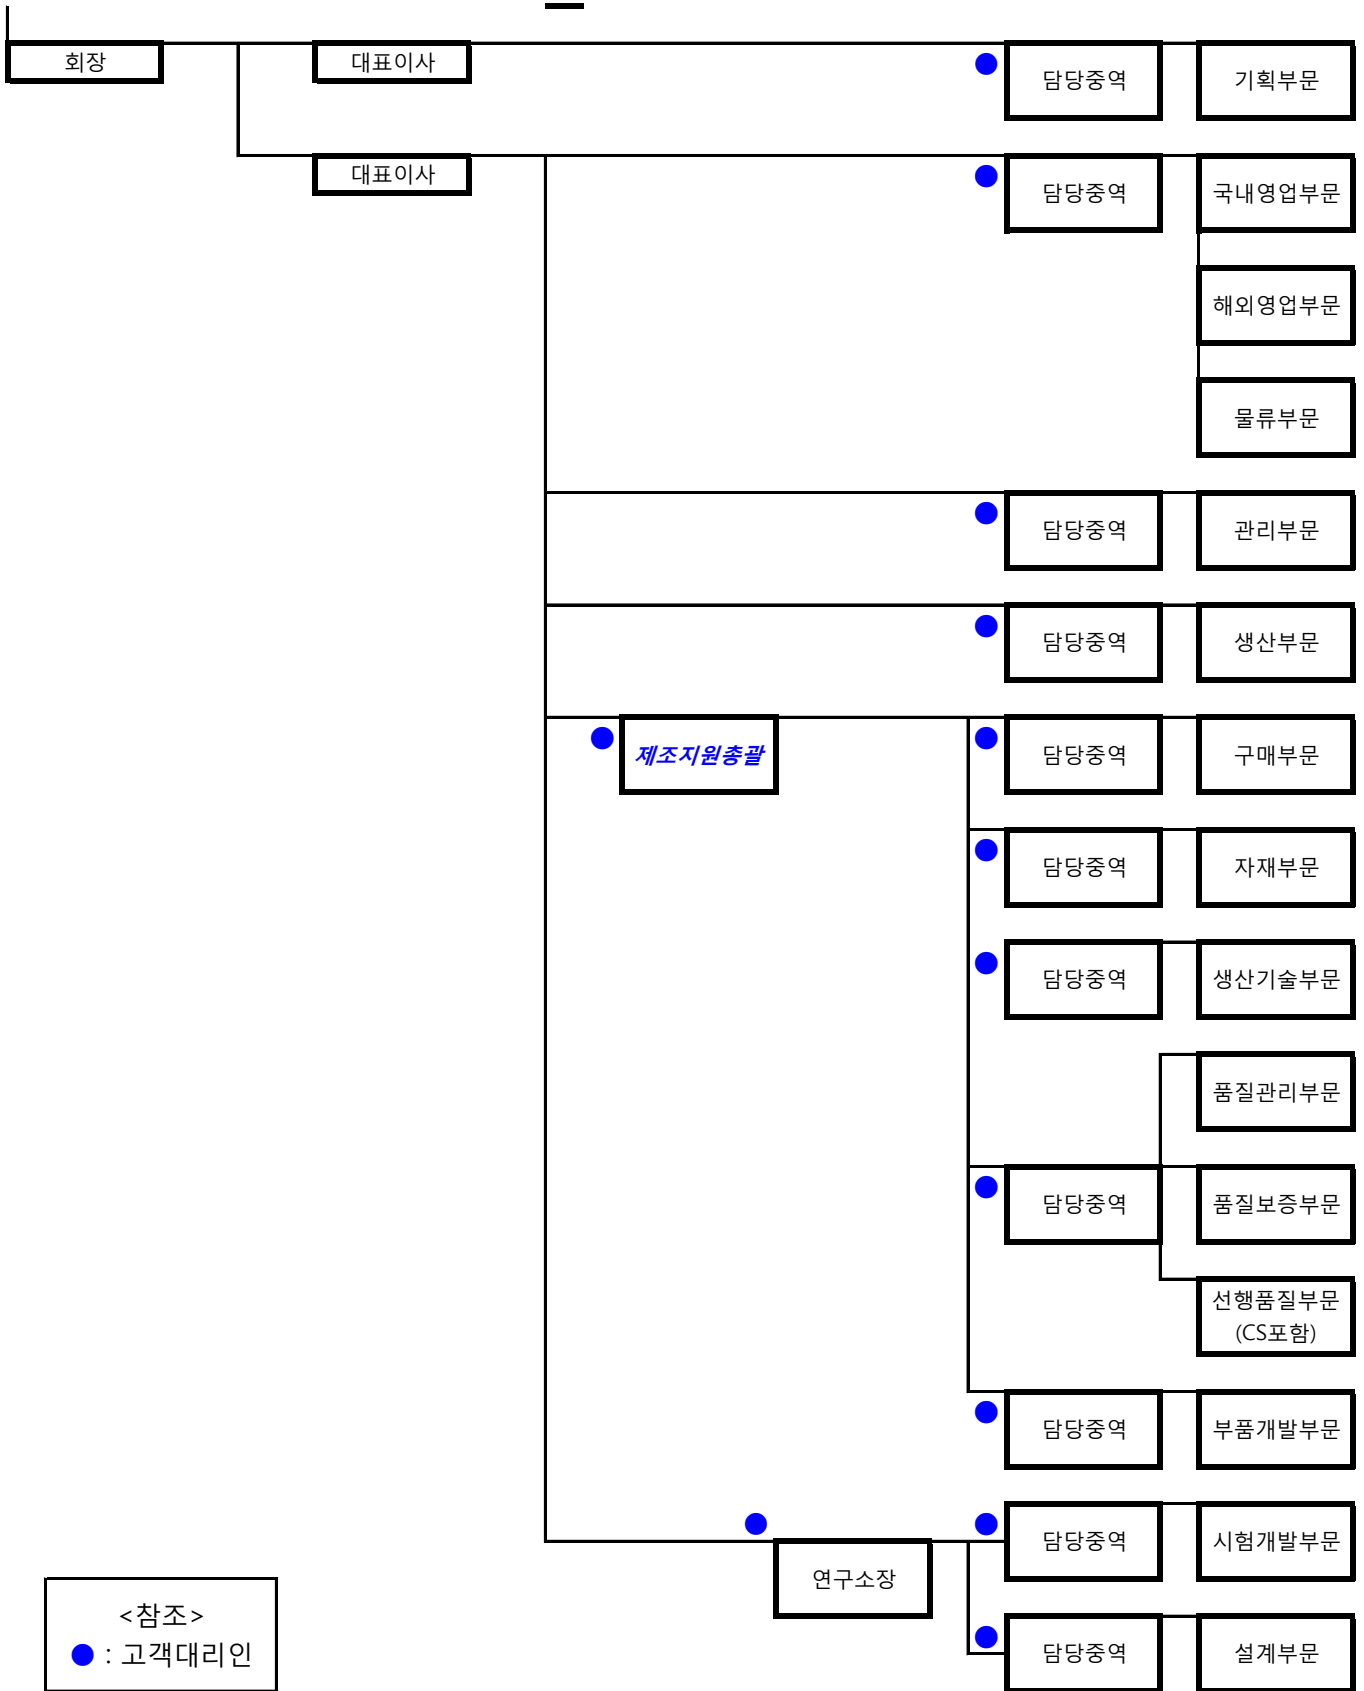 회장
대표이사
● 담당중역
기획부문
대표이사
● 담당중역
국내영업부문
해외영업부문
물류부문
● 담당중역
관리부문
● 담당중역
생산부문
● 제조지원총괄
● 담당중역
구매부문
● 담당중역
자재부문
● 담당중역
생산기술부문
품질관리부문
● 담당중역
품질보증부문
선행품질부문
(CS포함)
● 담당중역
부품개발부문
● 연구소장
● 담당중역
시험개발부문
● 담당중역
설계부문
<참조>
● : 고객대리인